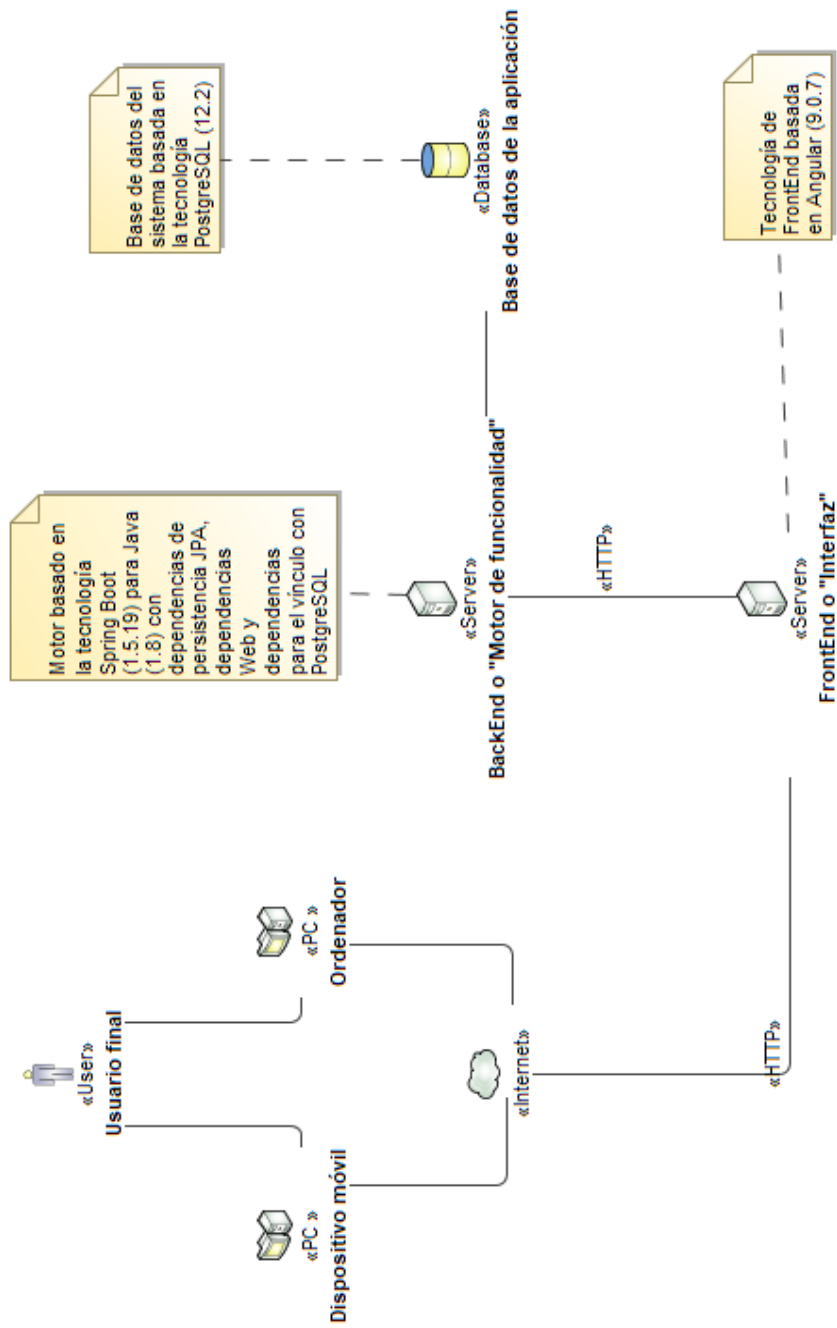 «User»
Usuario final
«PC »
Dispositivo móvil
«PC »
Ordenador
«Internet»
«HTTP»
Motor basado en
la tecnología
Spring Boot
(1.5.19) para Java
(1.8) con
dependencias de
persistencia JPA,
dependencias
Web y
dependencias
para el vínculo con
PostgreSQL
«Server»
BackEnd o "Motor de funcionalidad"
«HTTP»
«Server»
FrontEnd o "Interfaz"
Base de datos del
sistema basada en
la tecnología
PostgreSQL (12.2)
«Database»
Base de datos de la aplicación
Tecnología de
FrontEnd basada
en Angular (9.0.7)